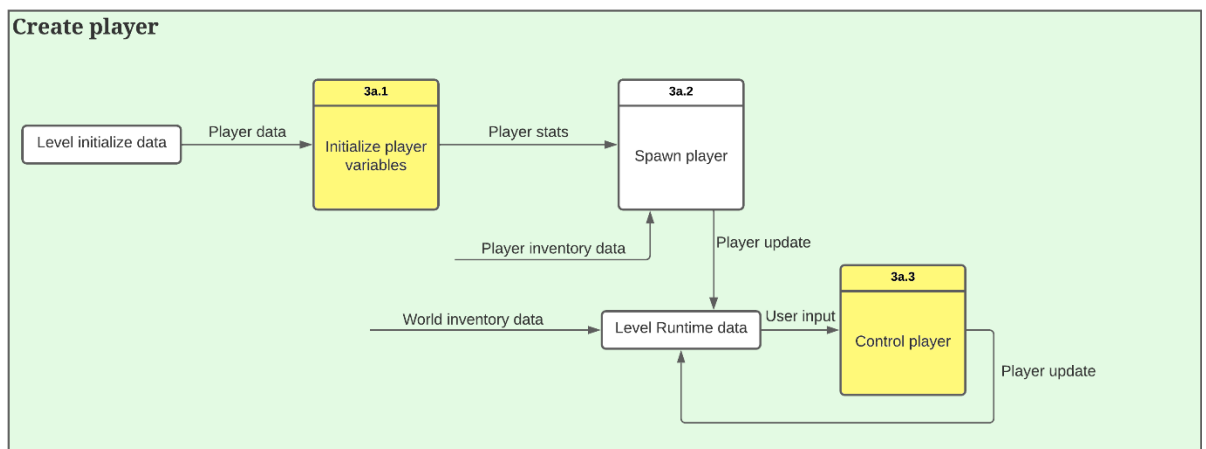 Create player
3a.1
3a.2
Level initialize data
Player data
Initialize player
variables
Player stats
Spawn player
Player inventory data
Player update
3a.3
World inventory data
Level Runtime data
User input
Control player
Player update